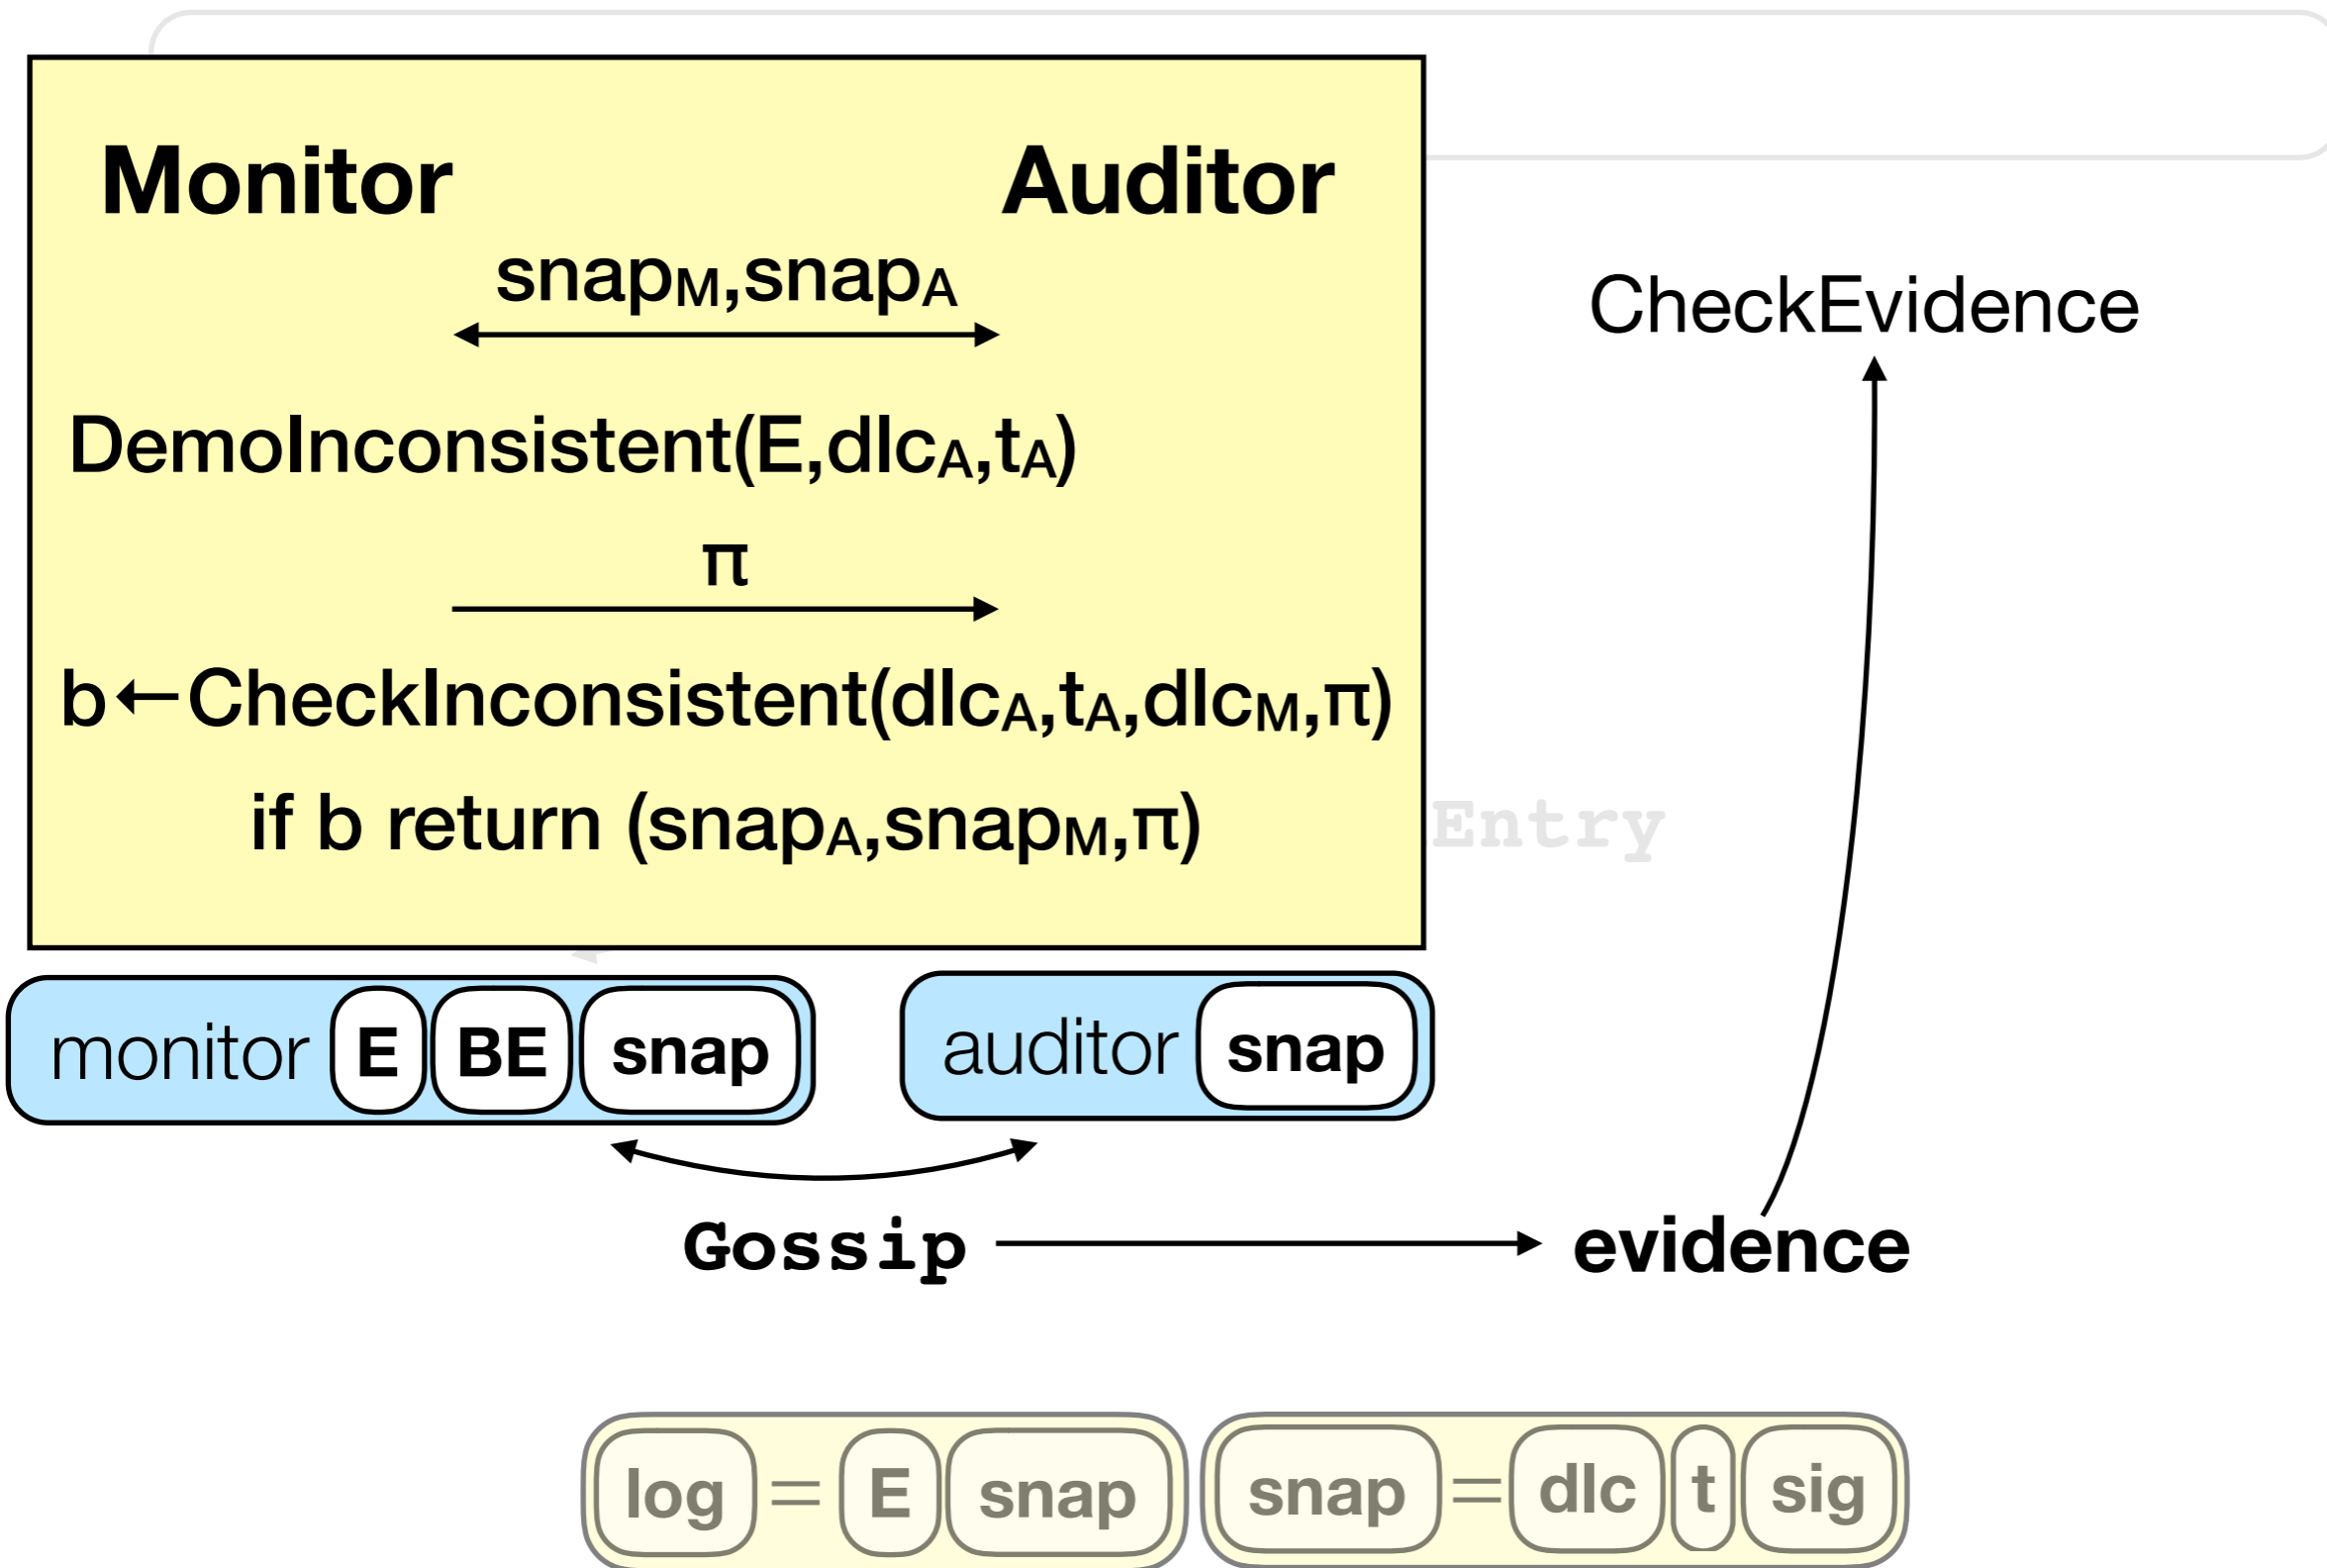 Monitor Auditor
snapM,snapA
CheckEvidence
DemoInconsistent(E,dlcA,tA)
π
b←CheckInconsistent(dlcA,tA,dlcM,π)
if b return (snapA,snapM,π)
Entry
monitor E BE snap auditor snap
Gossip evidence
log = E snap snap = dlc t sig